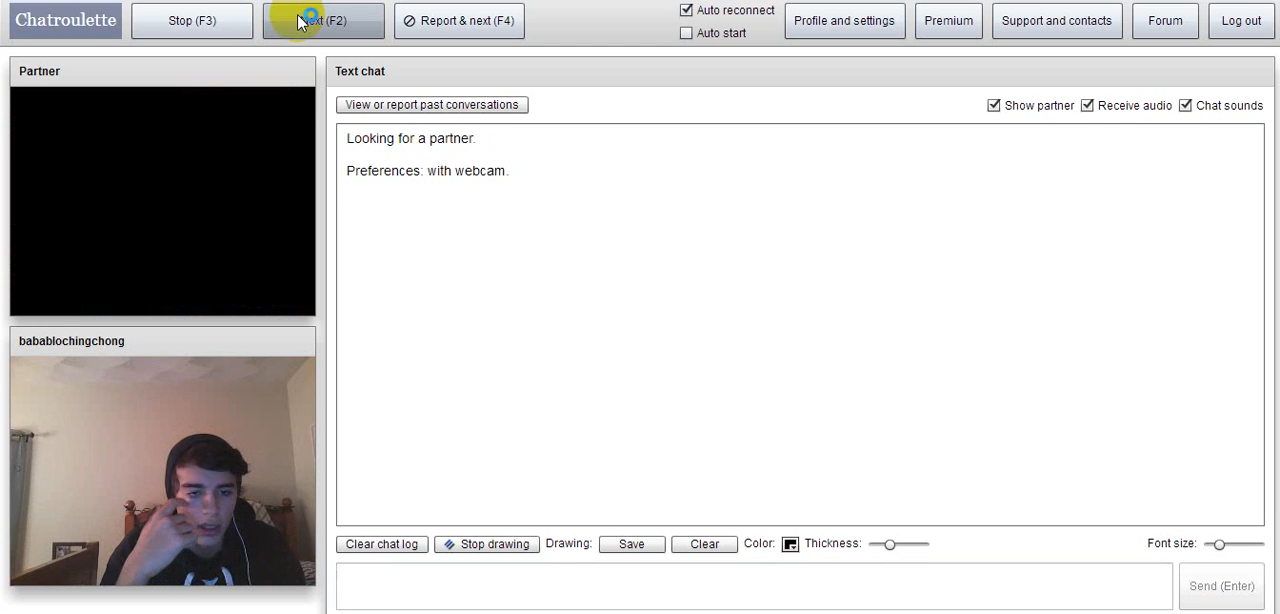 Chatroulette
Stop (F3)
Next (F2)
Report & next (F4)
Auto reconnect
Auto start
Profile and settings
Premium
Support and contacts
Forum
Log out
Partner
Text chat
View or report past conversations
Show partner
Receive audio
Chat sounds
Looking for a partner.
Preferences: with webcam.
babablochingchong
Clear chat log
Stop drawing
Drawing:
Save
Clear
Color:
Thickness:
Font size:
Send (Enter)